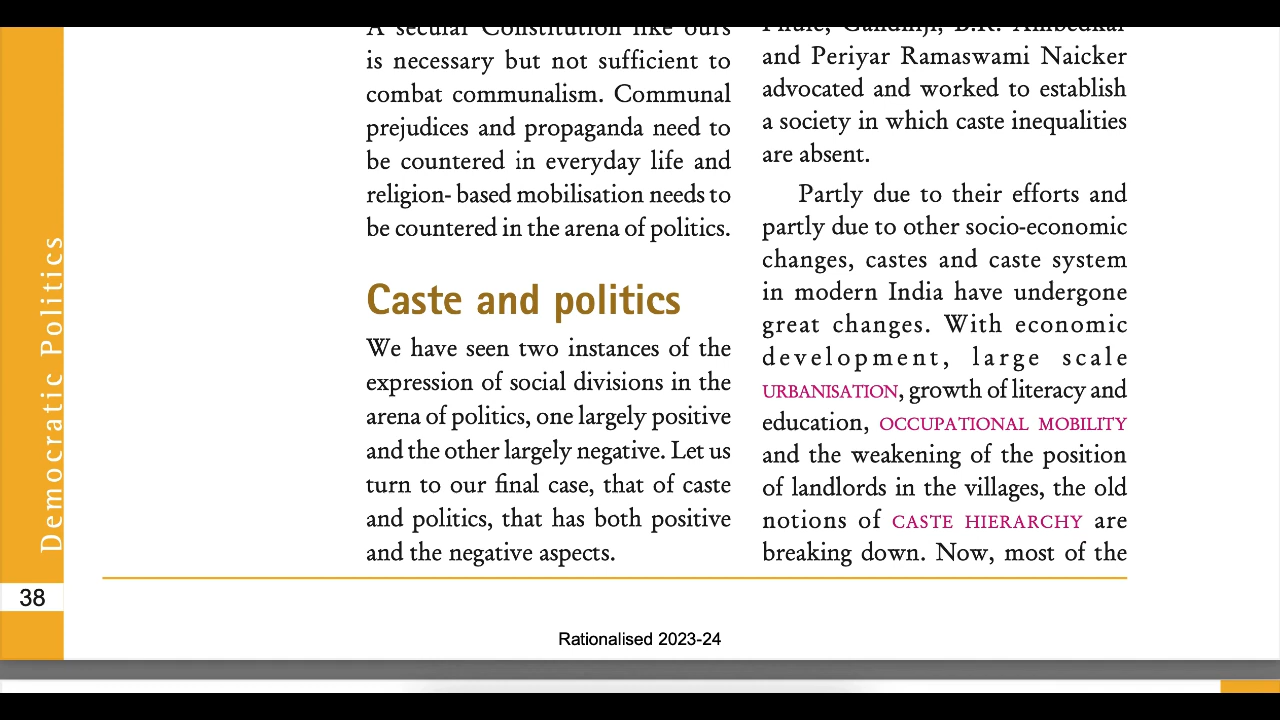 A secular Constitution like ours
is necessary but not sufficient to
combat communalism. Communal
prejudices and propaganda need to
be countered in everyday life and
religion- based mobilisation needs to
be countered in the arena of politics.
Caste and politics
We have seen two instances of the
expression of social divisions in the
arena of politics, one largely positive
and the other largely negative. Let us
turn to our final case, that of caste
and politics, that has both positive
and the negative aspects.
Phule, Gandhiji, B.R. Ambedkar
and Periyar Ramaswami Naicker
advocated and worked to establish
a society in which caste inequalities
are absent.
Partly due to their efforts and
partly due to other socio-economic
changes, castes and caste system
in modern India have undergone
great changes. With economic
development, large scale
URBANISATION, growth of literacy and
education, OCCUPATIONAL MOBILITY
and the weakening of the position
of landlords in the villages, the old
notions of CASTE HIERARCHY are
breaking down. Now, most of the
Democratic Politics
38
Rationalised 2023-24